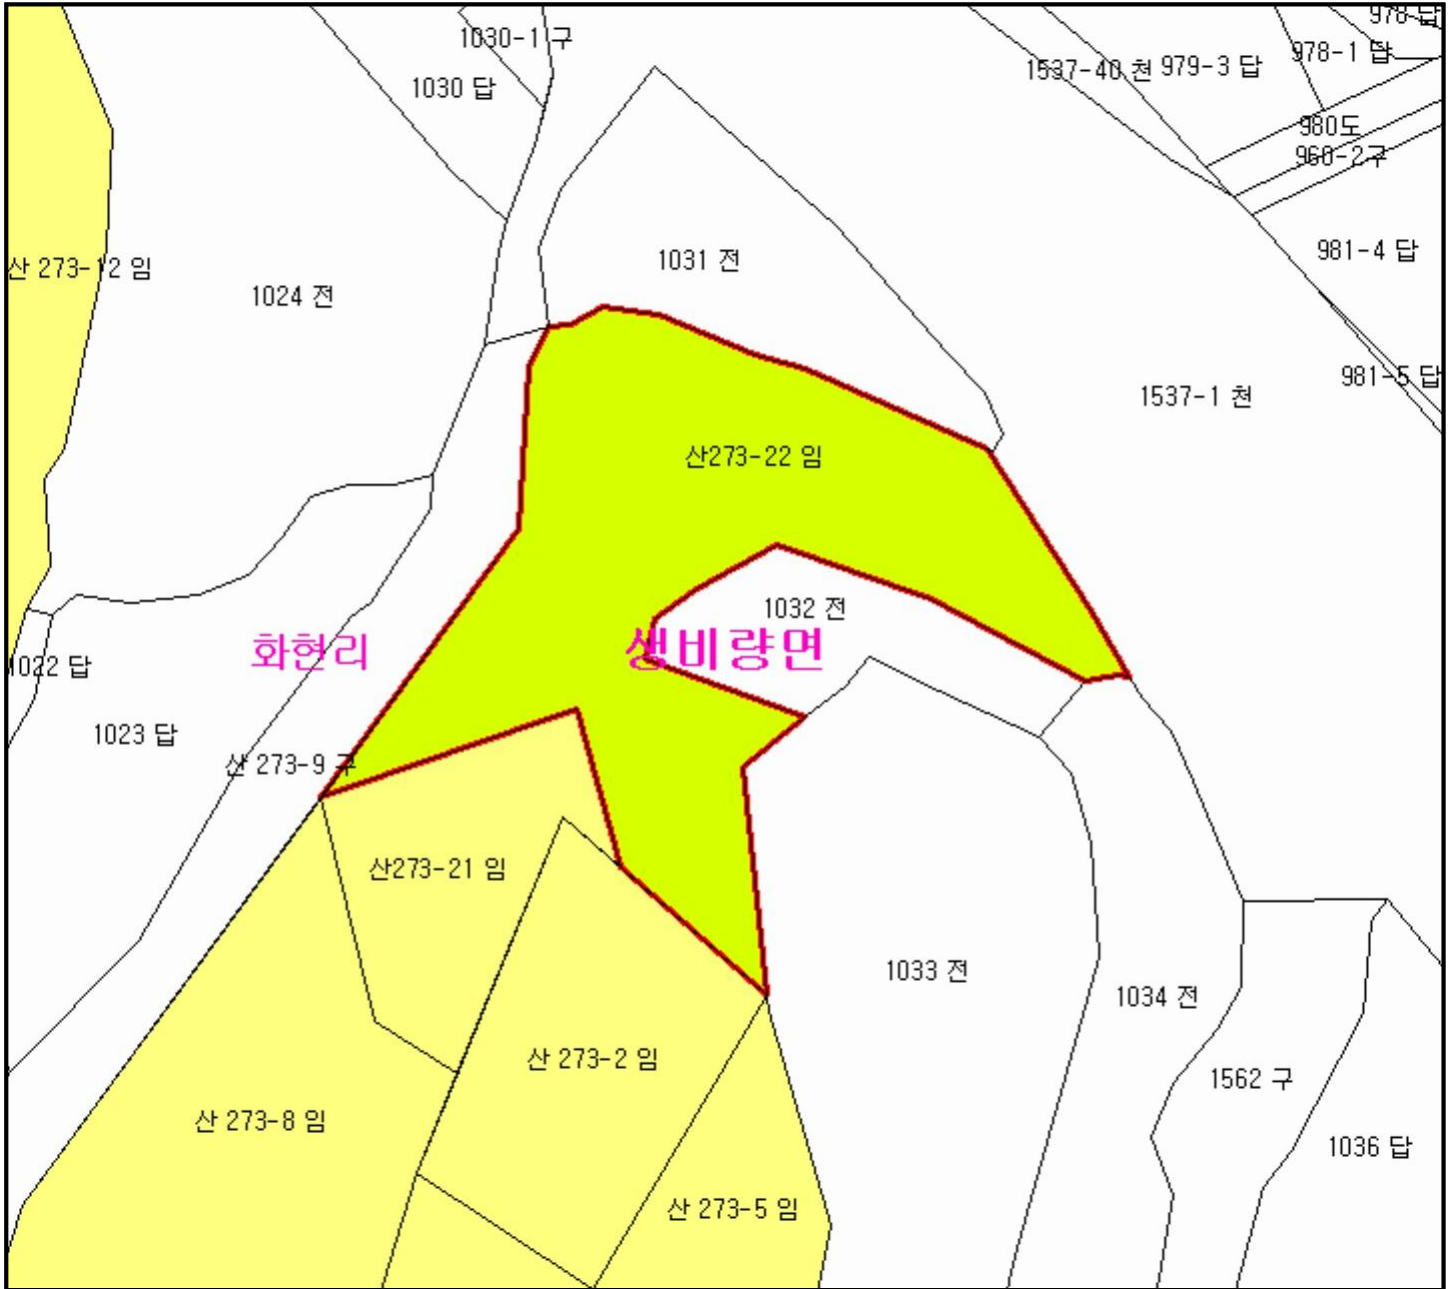 978-답
1030-1 구
978-1 답
1537-40 천
979-3 답
1030 답
980도
960-2구
981-4 답
1031 전
산 273-12 임
1024 전
981-5 답
1537-1 천
산273-22 임
1032 전
화현리
생비량면
1022 답
1023 답
산 273-9 구
산273-21 임
1033 전
1034 전
산 273-2 임
1562 구
산 273-8 임
1036 답
산 273-5 임